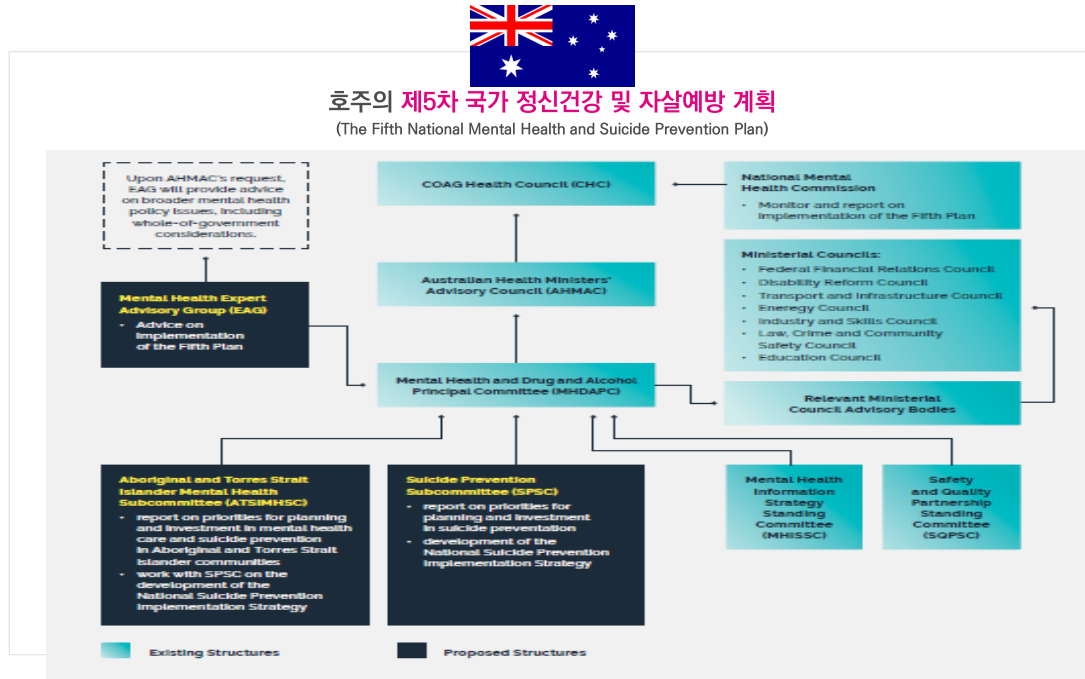 호주의 제5차 국가 정신건강 및 자살예방 계획
(The Fifth National Mental Health and Suicide Prevention Plan)
Upon AHMAC's request,
EAG will provide advice
on broader mental health
policy issues, including
whole-of-government
considerations.
COAG Health Council (CHC)
National Mental
Health Commission
• Monitor and report on
implementation of the Fifth Plan
Australian Health Ministers'
Advisory Council (AHMAC)
Ministerial Councils:
• Federal Financial Relations Council
• Disability Reform Council
• Transport and Infrastructure Council
• Eneregy Council
• Industry and Skills Council
• Law, Crime and Community
Safety Council
• Education Council
Mental Health Expert
Advisory Group (EAG)
• Advice on
implementation
of the Fifth Plan
Mental Health and Drug and Alcohol
Principal Committee (MHDAPC)
Relevant Ministerial
Council Advisory Bodies
Aboriginal and Torres Strait
Islander Mental Health
Subcommittee (ATSIMHSC)
• report on priorities for planning
and investment in mental health
care and suicide prevention
in Aboriginal and Torres Strait
Islander communities
• work with SPSC on the
development of the
National Suicide Prevention
Implementation Strategy
Suicide Prevention
Subcommittee (SPSC)
• report on priorities for
planning and investment
in suicide preventation
• development of the
National Suicide Prevention
Implementation Strategy
Mental Health
Information
Strategy
Standing
Committee
(MHISSC)
Safety
and Quality
Partnership
Standing
Committee
(SQPSC)
Existing Structures
Proposed Structures